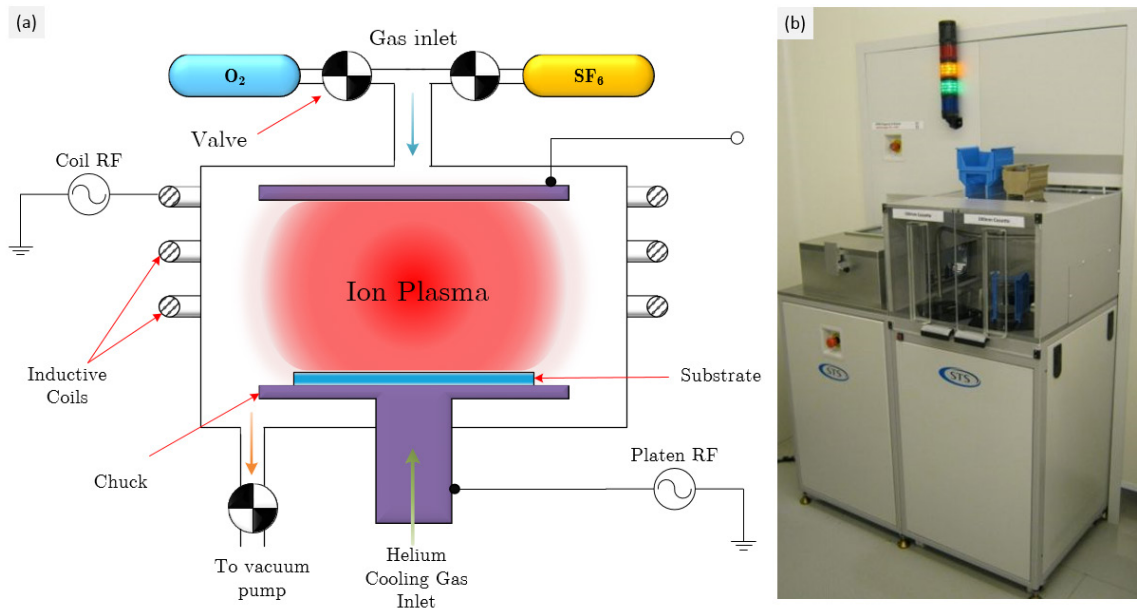 (a)
Gas inlet
O2
SF6
Valve
Coil RF
Ion Plasma
Inductive
Coils
Substrate
Chuck
Platen RF
To vacuum
pump
Helium
Cooling Gas
Inlet
(b)
STS
STS